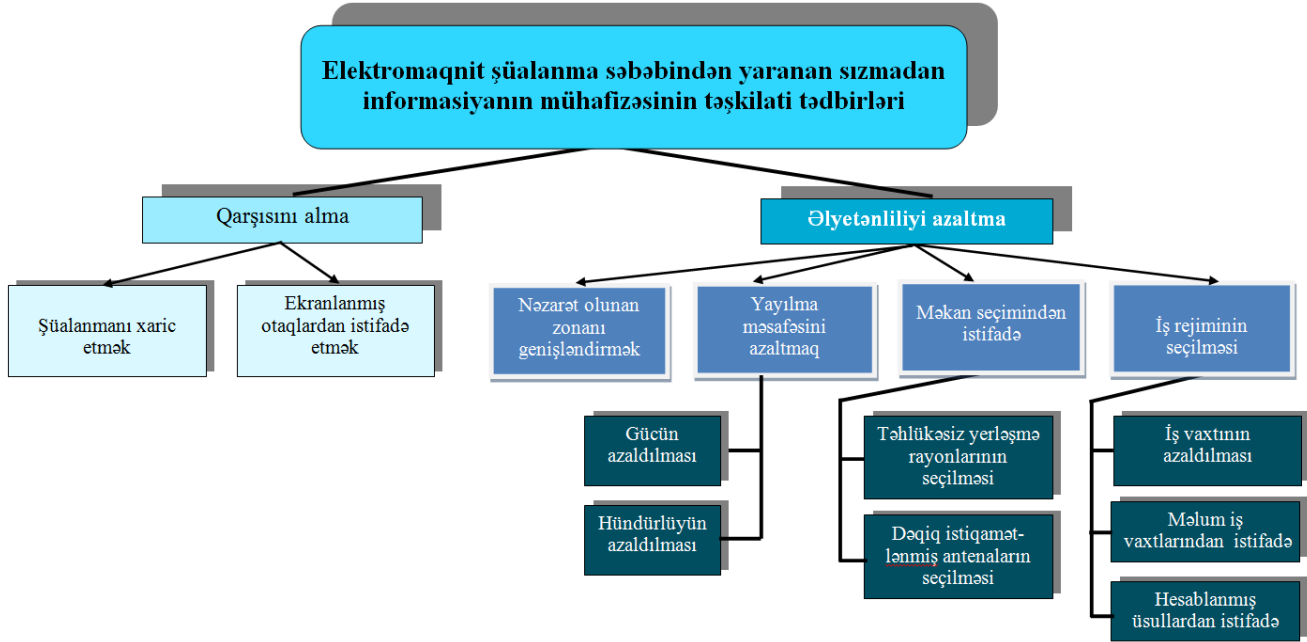 Elektromaqnit şüalanma səbəbindən yaranan sızmadan
informasiyanın mühafizəsinin təşkilati tədbirləri
Qarşısını alma
Əlyetənliliyi azaltma
Şüalanmanı xaric
etmək
Ekranlanmış
otaqlardan istifadə
etmək
Nəzarət olunan
zonanı
genişləndirmək
Yayılma
məsafəsini
azaltmaq
Məkan seçimindən
istifadə
İş rejiminin
seçilməsi
Gücün
azaldılması
Hündürlüyün
azaldılması
Təhlükəsiz yerləşmə
rayonlarının
seçilməsi
Dəqiq istiqamət-
lənmiş antenaların
seçilməsi
İş vaxtının
azaldılması
Məlum iş
vaxtlarından istifadə
Hesablanmış
üsullardan istifadə